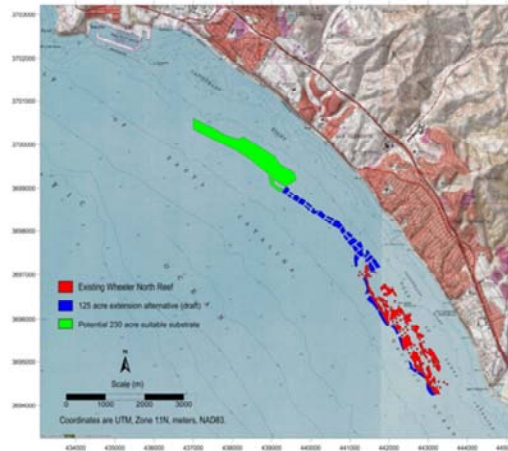 3703000
3702000
3701000
3700000
3699000
3698000
3697000
3696000
3695000
3694000
Existing Wheeler North Reef
125 acre extension alternative (draft)
Potential 230 acre suitable substrate
N
Scale (m)
0 1000 2000 3000
Coordinates are UTM, Zone 11N, meters, NAD83.
434000 435000 436000 437000 438000 439000 440000 441000 442000 443000 444000